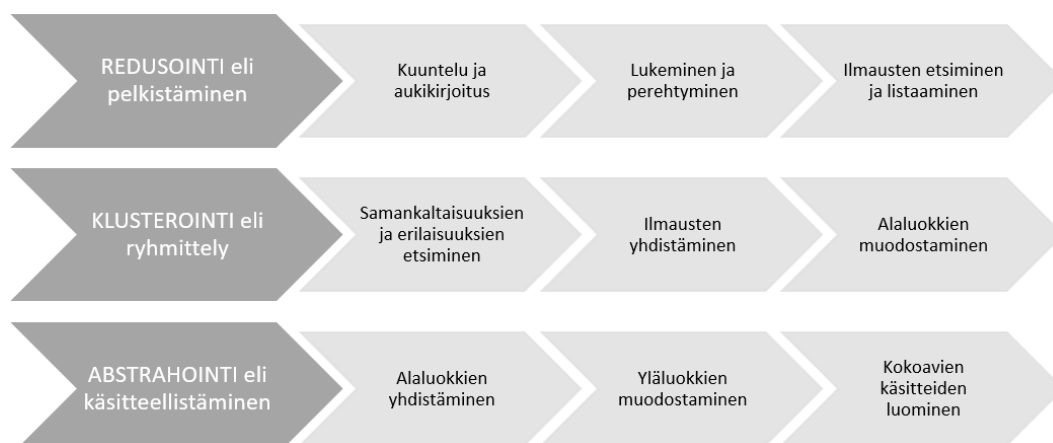 REDUSOINTI eli
pelkistäminen
Kuuntelu ja
aukikirjoitus
Lukeminen ja
perehtyminen
Ilmausten etsiminen
ja listaaminen
KLUSTEROINTI eli
ryhmittely
Samankaltaisuuksien
ja erilaisuuksien
etsiminen
Ilmausten
yhdistäminen
Alaluokkien
muodostaminen
ABSTRAHOINTI eli
käsitteellistäminen
Alaluokkien
yhdistäminen
Yläluokkien
muodostaminen
Kokoavien
käsitteiden
luominen